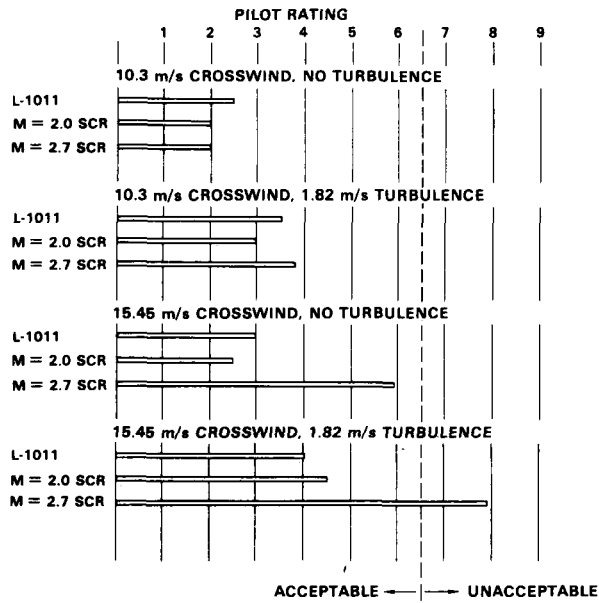 PILOT RATING
1 2 3 4 5 6 7 8 9
10.3 m/s CROSSWIND, NO TURBULENCE
L-1011
M = 2.0 SCR
M = 2.7 SCR
10.3 m/s CROSSWIND, 1.82 m/s TURBULENCE
L-1011
M = 2.0 SCR
M = 2.7 SCR
15.45 m/s CROSSWIND, NO TURBULENCE
L-1011
M = 2.0 SCR
M = 2.7 SCR
15.45 m/s CROSSWIND, 1.82 m/s TURBULENCE
L-1011
M = 2.0 SCR
M = 2.7 SCR
ACCEPTABLE UNACCEPTABLE